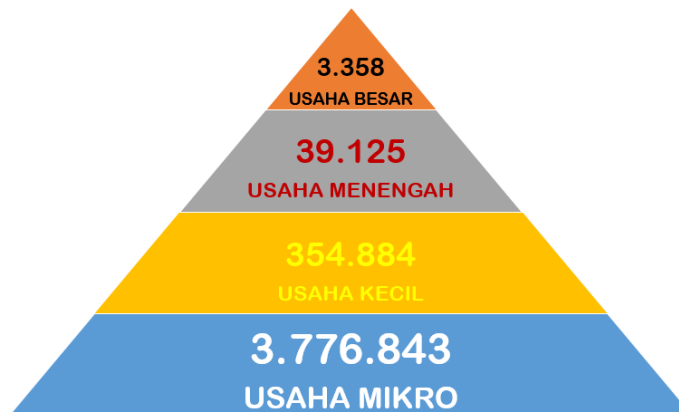 3.358
USAHA BESAR
39.125
USAHA MENENGAH
354.884
USAHA KECIL
3.776.843
USAHA MIKRO